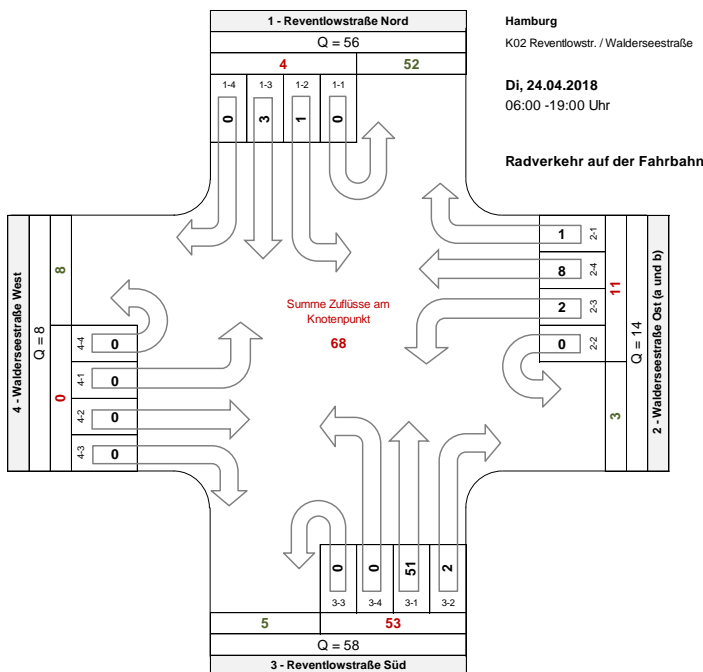 1 - Reventlowstraße Nord
Q = 56
4
52
1-4
1-3
1-2
1-1
0
3
1
0
Hamburg
K02 Reventlowstr. / Walderseestraße
Di, 24.04.2018
06:00 -19:00 Uhr
Radverkehr auf der Fahrbahn
4 - Walderseestraße West
Q = 8
8
0
4-4
0
4-1
0
4-2
0
4-3
0
Summe Zuflüsse am
Knotenpunkt
68
1
2-1
8
2-4
2
2-3
0
2-2
11
3
Q = 14
2 - Walderseestraße Ost (a und b)
0
0
51
2
3-3
3-4
3-1
3-2
5
53
Q = 58
3 - Reventlowstraße Süd